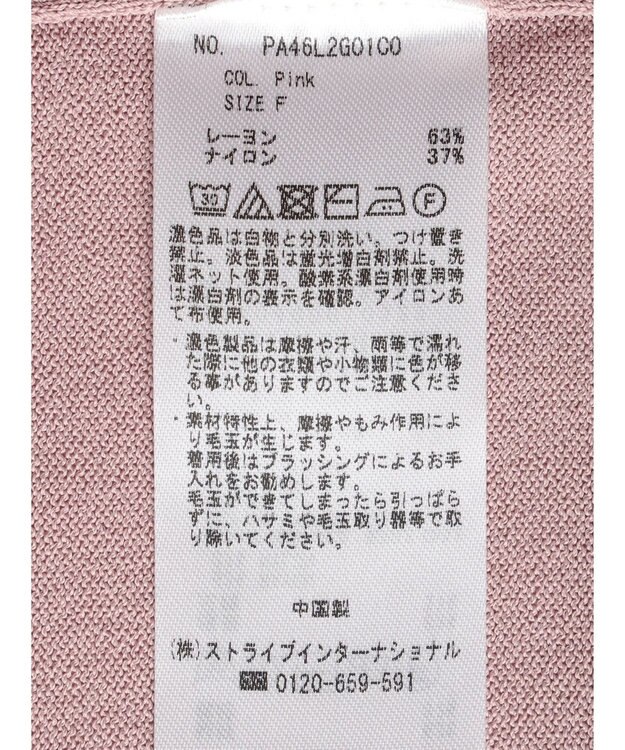 NO. PA46L2G01C0
COL. Pink
SIZE F
レーヨン 63%
ナイロン 37%
30 F
濃色品は白物と分別洗い。つけ置き
禁止。淡色品は蛍光増白剤禁止。洗
濯ネット使用。酸素系漂白剤使用時
は漂白剤の表示を確認。アイロンあ
て布使用。
・濃色製品は摩擦や汗、雨等で濡れ
た際に他の衣類や小物類に色が移
る事がありますのでご注意くださ
い。
・素材特性上、摩擦やもみ作用によ
り毛玉が生じます。
着用後はブラッシングによるお手
入れをお勧めします。
毛玉ができてしまったら引っぱら
ずに、ハサミや毛玉取り器等で取
り除いてください。
中国製
(株)ストライプインターナショナル
0120-659-591